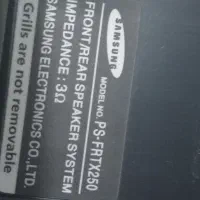 SAMSUNG
MODEL NO. PS-FRTX250
FRONT/REAR SPEAKER SYSTEM
IMPEDANCE: 3Ω
SAMSUNG ELECTRONICS CO.,LTD.
Grills are not removable